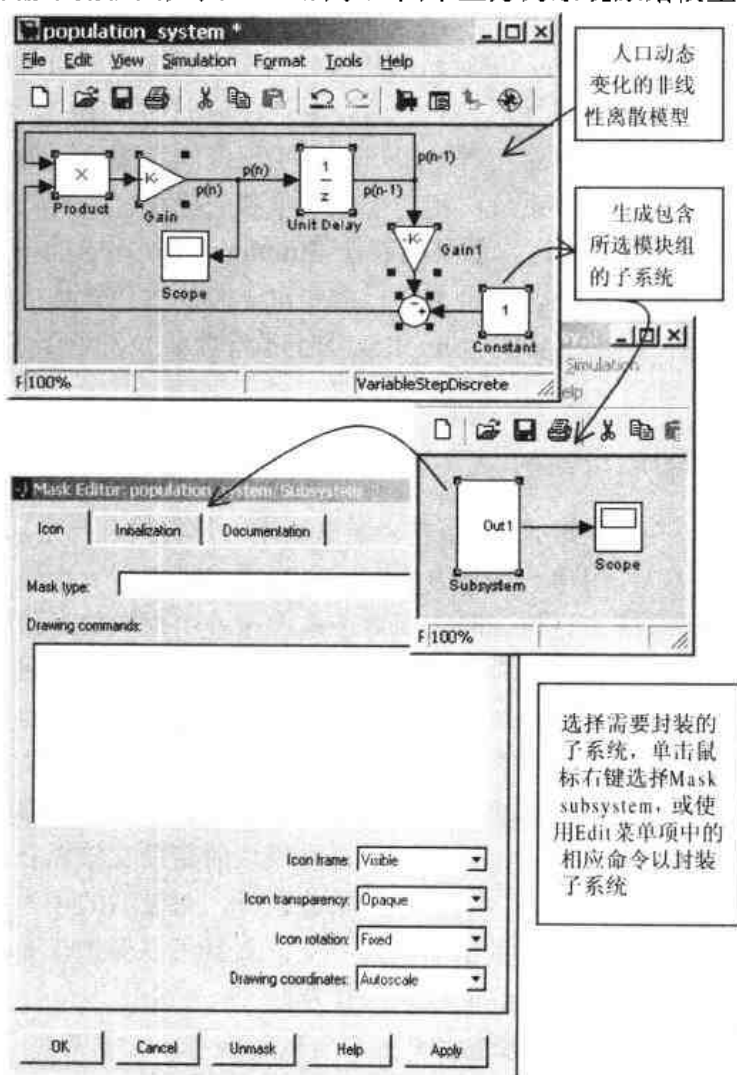 population_system *
File Edit View Simulation Format Tools Help
人口动态
变化的非线
性离散模型
p(n-1)
×
-K-
p(n)
p(n)
1
z
p(n-1)
Product
Gain
Unit Delay
-K-
Gain1
Scope
生成包含
所选模块组
的子系统
- +
1
Constant
100%
VariableStepDiscrete
Simulation
elp
Mask Editor: population_system/Subsystem
Icon Initialization Documentation
Out1
Scope
Subsystem
Mask type:
Drawing commands:
100%
选择需要封装的
子系统，单击鼠
标右键选择Mask
subsystem，或使
用Edit菜单项中的
相应命令以封装
子系统
Icon frame: Visible
Icon transparency: Opaque
Icon rotation: Fixed
Drawing coordinates: Autoscale
OK Cancel Unmask Help Apply